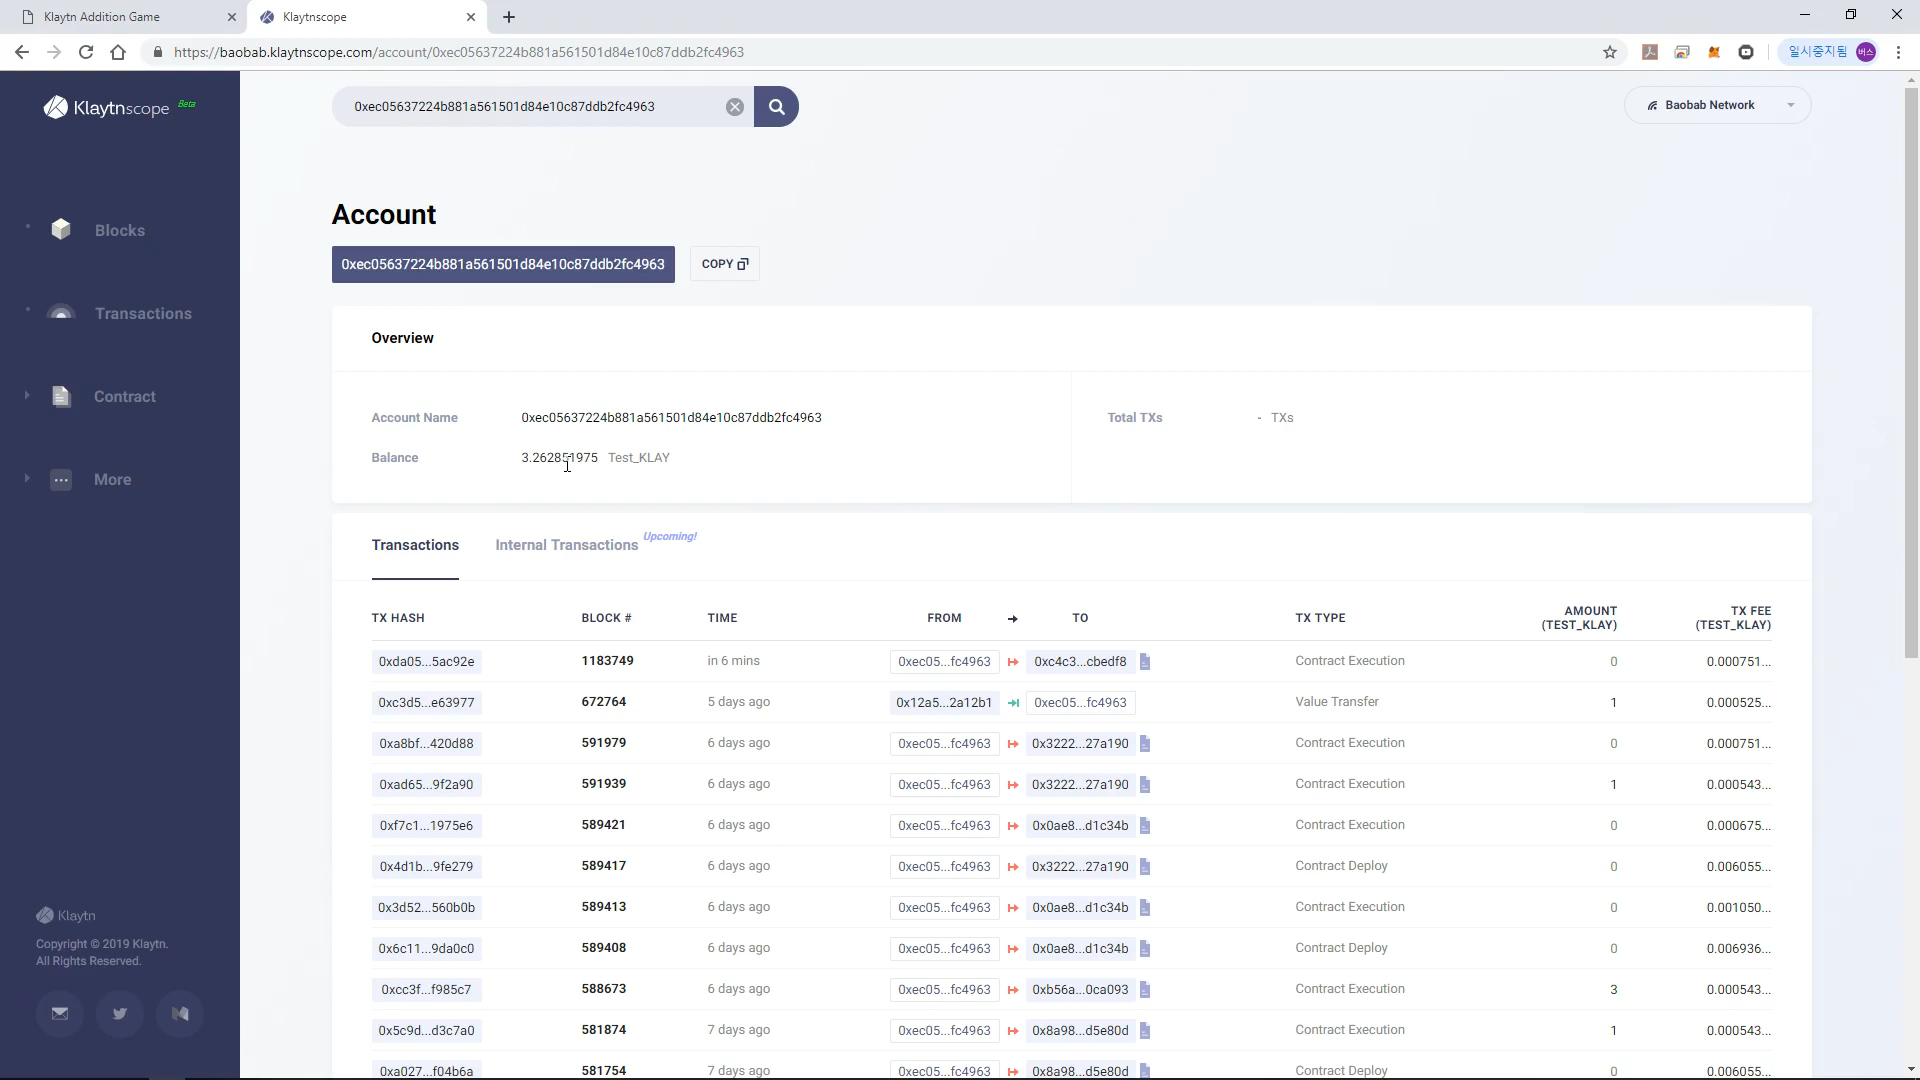 Klaytn Addition Game
Klaytnscope
https://baobab.klaytnscope.com/account/0xec05637224b881a561501d84e10c87ddb2fc4963
일시중지됨
버스
Klaytnscope Beta
0xec05637224b881a561501d84e10c87ddb2fc4963
Baobab Network
Blocks
Transactions
Contract
More
Account
0xec05637224b881a561501d84e10c87ddb2fc4963
COPY
Overview
Account Name 0xec05637224b881a561501d84e10c87ddb2fc4963
Total TXs - TXs
Balance 3.262851975 Test_KLAY
Transactions Internal Transactions Upcoming!
TX HASH BLOCK # TIME FROM TO TX TYPE AMOUNT (TEST_KLAY) TX FEE (TEST_KLAY)
0xda05...5ac92e 1183749 in 6 mins 0xec05...fc4963 0xc4c3...cbedf8 Contract Execution 0 0.000751...
0xc3d5...e63977 672764 5 days ago 0x12a5...2a12b1 0xec05...fc4963 Value Transfer 1 0.000525...
0xa8bf...420d88 591979 6 days ago 0xec05...fc4963 0x3222...27a190 Contract Execution 0 0.000751...
0xad65...9f2a90 591939 6 days ago 0xec05...fc4963 0x3222...27a190 Contract Execution 1 0.000543...
0xf7c1...1975e6 589421 6 days ago 0xec05...fc4963 0x0ae8...d1c34b Contract Execution 0 0.000675...
0x4d1b...9fe279 589417 6 days ago 0xec05...fc4963 0x3222...27a190 Contract Deploy 0 0.006055...
0x3d52...560b0b 589413 6 days ago 0xec05...fc4963 0x0ae8...d1c34b Contract Execution 0 0.001050...
0x6c11...9da0c0 589408 6 days ago 0xec05...fc4963 0x0ae8...d1c34b Contract Deploy 0 0.006936...
0xcc3f...f985c7 588673 6 days ago 0xec05...fc4963 0xb56a...0ca093 Contract Execution 3 0.000543...
0x5c9d...d3c7a0 581874 7 days ago 0xec05...fc4963 0x8a98...d5e80d Contract Execution 1 0.000543...
0xa027...f04b6a 581754 7 days ago 0xec05...fc4963 0x8a98...d5e80d Contract Deploy 0 0.006055...
Klaytn
Copyright © 2019 Klaytn.
All Rights Reserved.